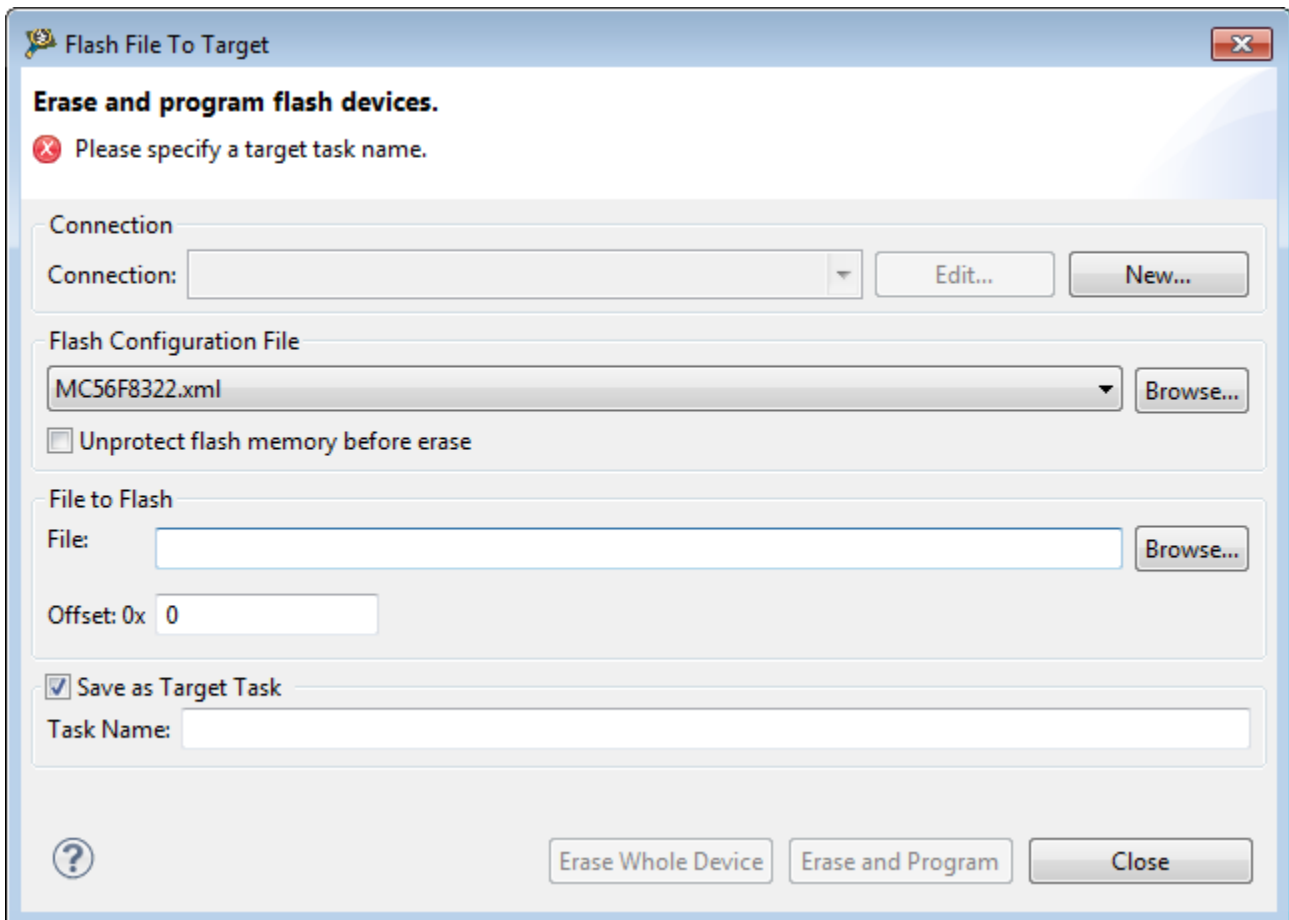 Flash File To Target
Erase and program flash devices.
Please specify a target task name.
Connection
Connection: Edit... New...
Flash Configuration File
MC56F8322.xml Browse...
Unprotect flash memory before erase
File to Flash
File: Browse...
Offset: 0x 0
Save as Target Task
Task Name:
? Erase Whole Device Erase and Program Close